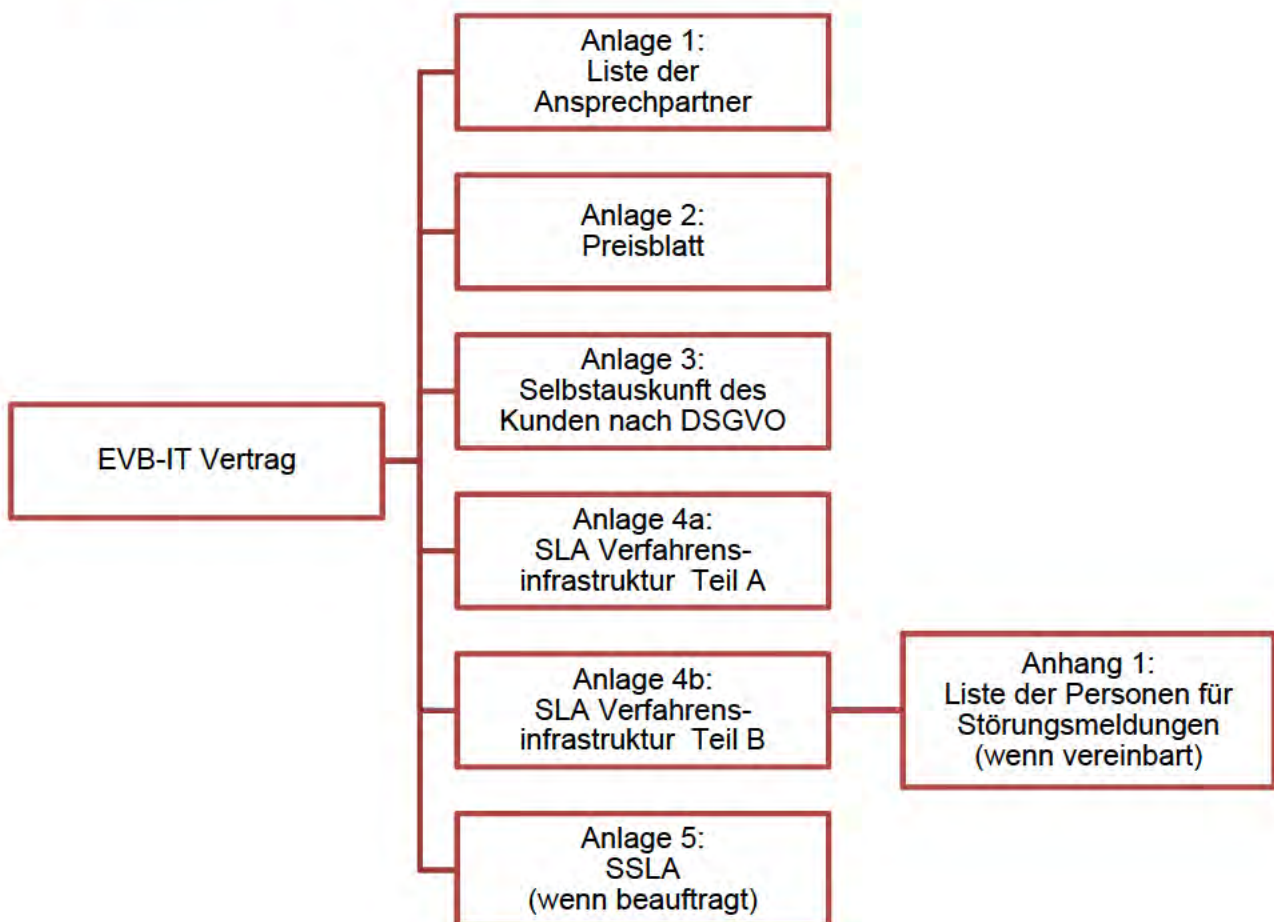 EVB-IT Vertrag
Anlage 1:
Liste der
Ansprechpartner
Anlage 2:
Preisblatt
Anlage 3:
Selbstauskunft des
Kunden nach DSGVO
Anlage 4a:
SLA Verfahrens-
infrastruktur Teil A
Anlage 4b:
SLA Verfahrens-
infrastruktur Teil B
Anhang 1:
Liste der Personen für
Störungsmeldungen
(wenn vereinbart)
Anlage 5:
SSLA
(wenn beauftragt)